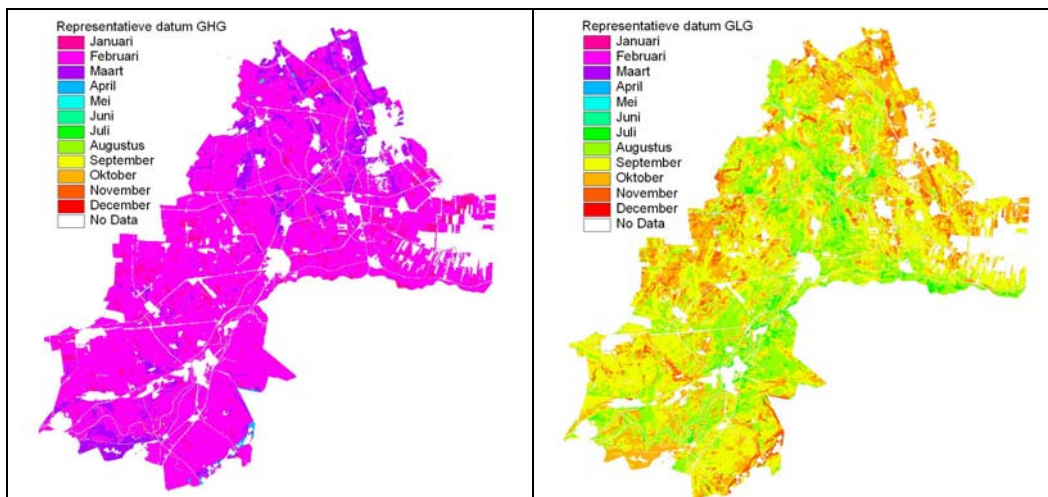 Representatieve datum GHG
Januari
Februari
Maart
April
Mei
Juni
Juli
Augustus
September
Oktober
November
December
No Data
Representatieve datum GLG
Januari
Februari
Maart
April
Mei
Juni
Juli
Augustus
September
Oktober
November
December
No Data